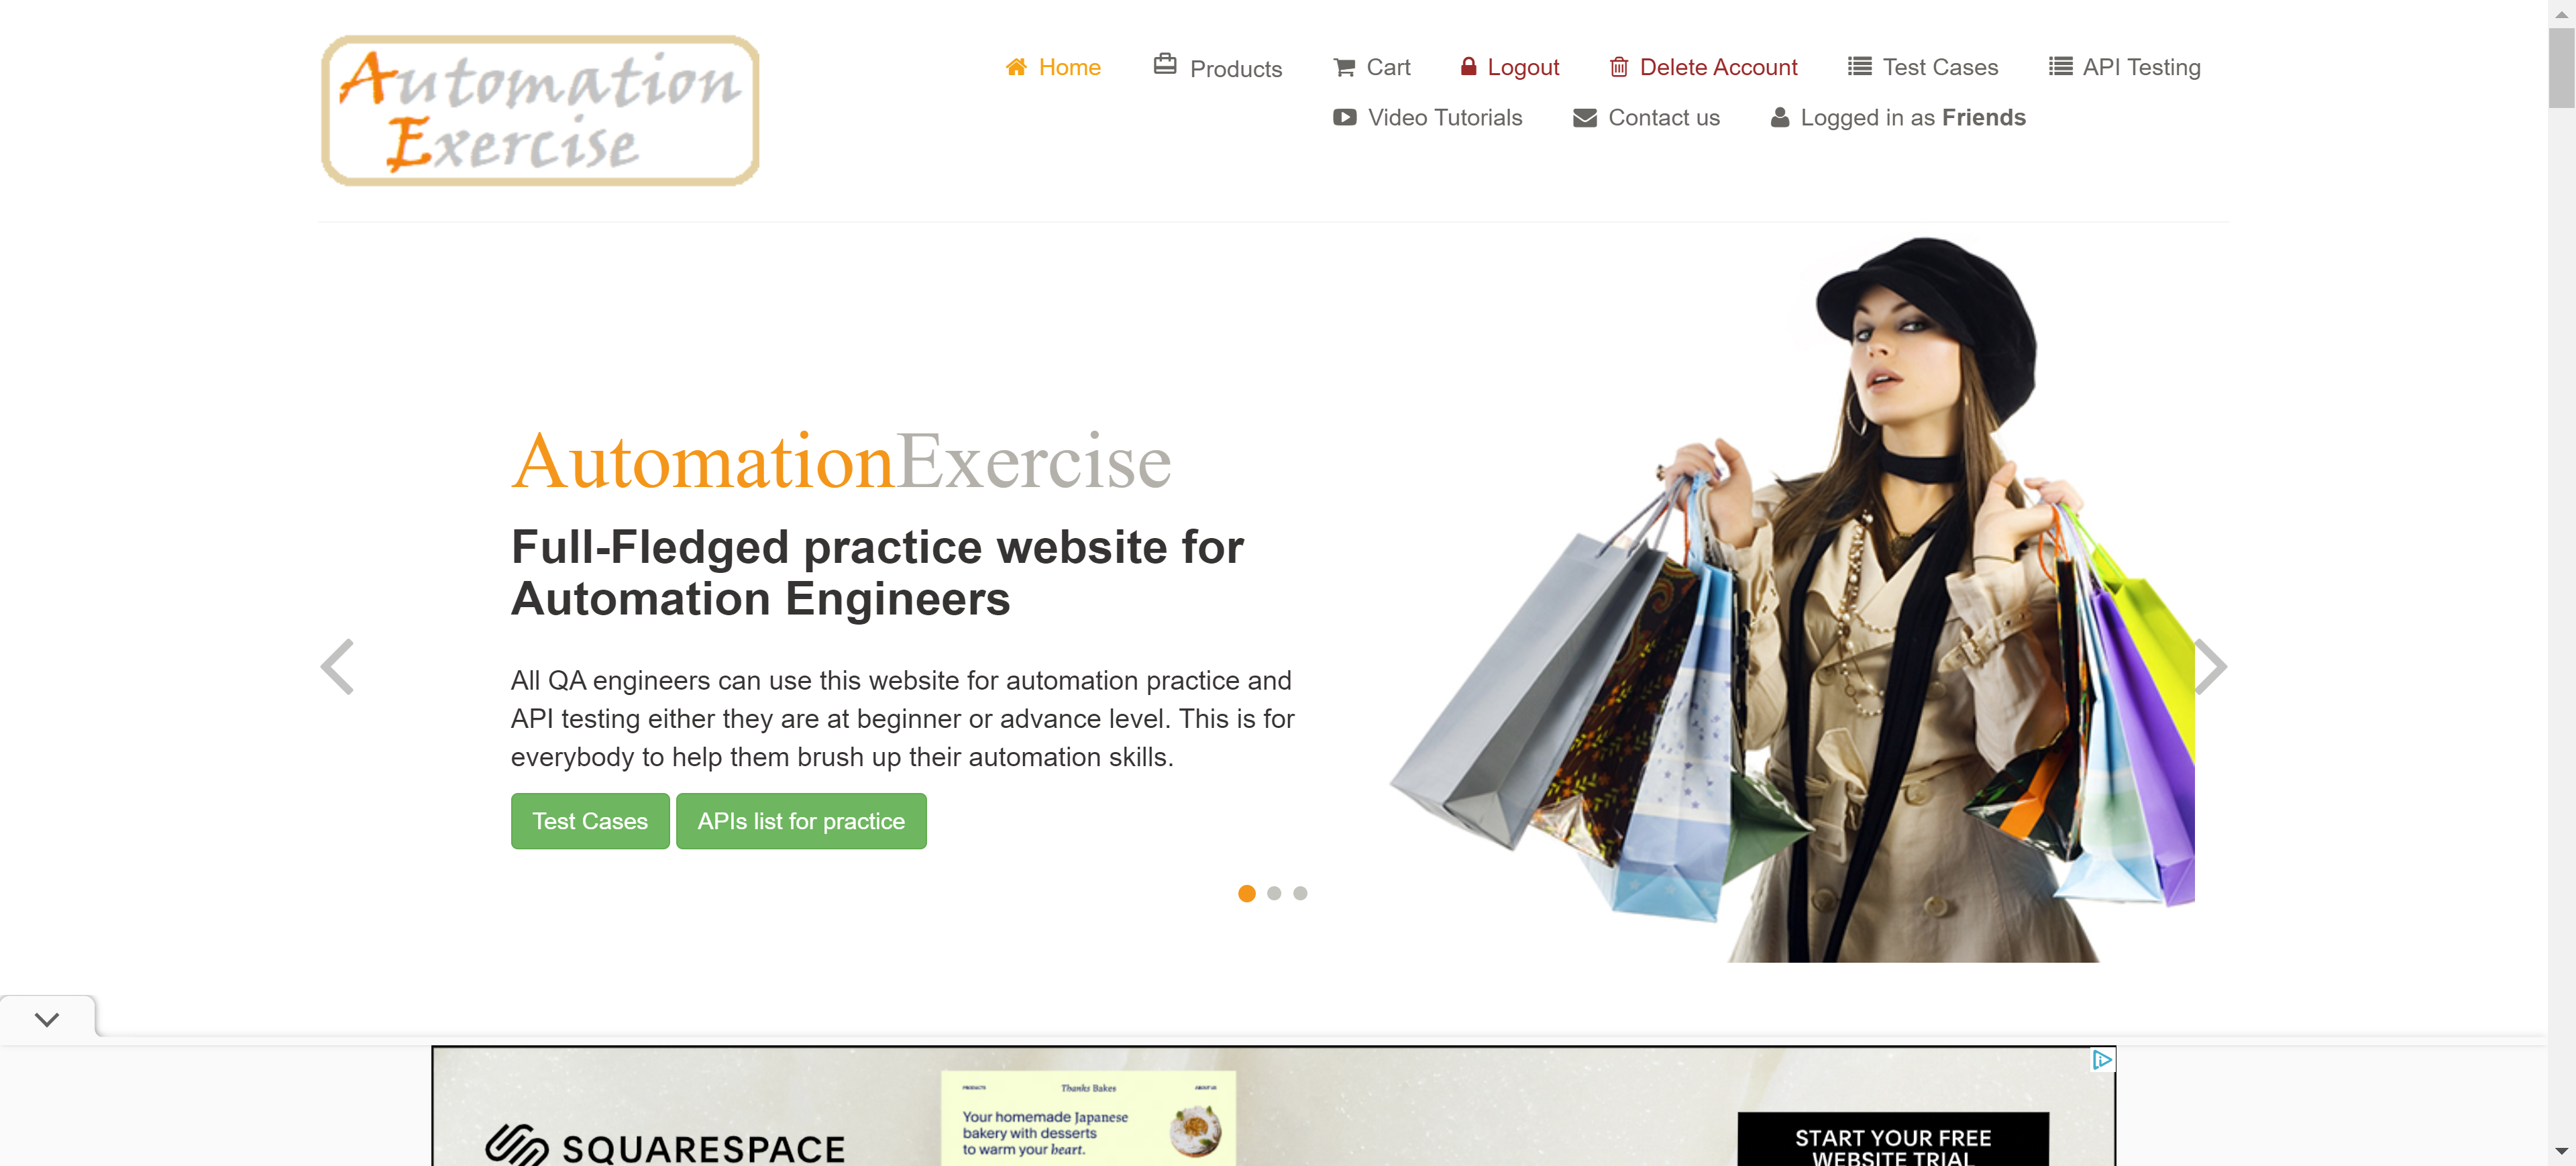 Automation
Exercise
Home Products Cart Logout Delete Account Test Cases API Testing
Video Tutorials Contact us Logged in as Friends
AutomationExercise
Full-Fledged practice website for
Automation Engineers
All QA engineers can use this website for automation practice and
API testing either they are at beginner or advance level. This is for
everybody to help them brush up their automation skills.
Test Cases APIs list for practice
PRODUCTS Thanks Bakes ABOUT US
Your homemade Japanese
bakery with desserts
to warm your heart.
SQUARESPACE
START YOUR FREE
WEBSITE TRIAL